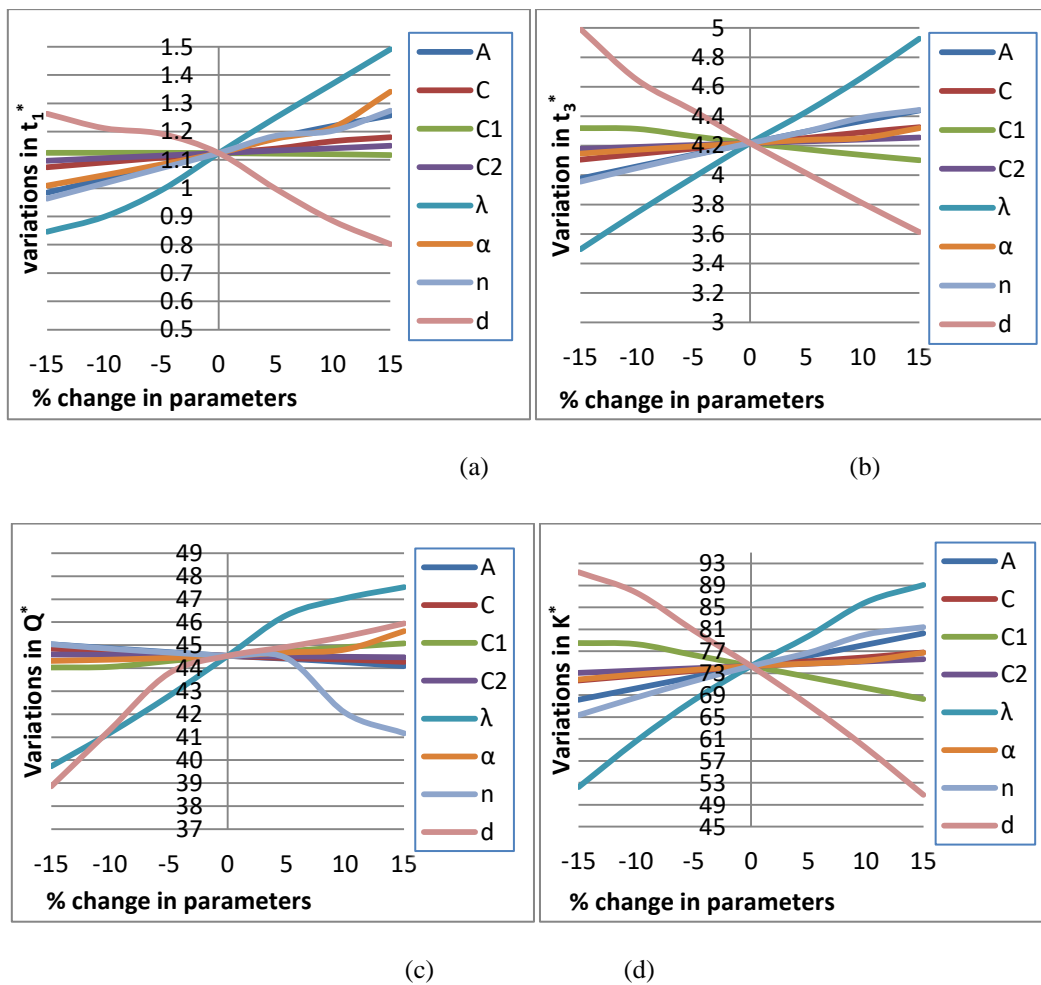 variations in t1*
1.5
1.4
1.3
1.2
1.1
1
0.9
0.8
0.7
0.6
0.5
-15 -10 -5 0 5 10 15
% change in parameters
A
C
C1
C2
λ
α
n
d
Variation in t3*
5
4.8
4.6
4.4
4.2
4
3.8
3.6
3.4
3.2
3
-15 -10 -5 0 5 10 15
% change in parameters
A
C
C1
C2
λ
α
n
d
(a) (b)
Variations in Q*
49
48
47
46
45
44
43
42
41
40
39
38
37
-15 -10 -5 0 5 10 15
% change in parameters
A
C
C1
C2
λ
α
n
d
Variations in K*
93
89
85
81
77
73
69
65
61
57
53
49
45
-15 -10 -5 0 5 10 15
% change in parameters
A
C
C1
C2
λ
α
n
d
(c) (d)